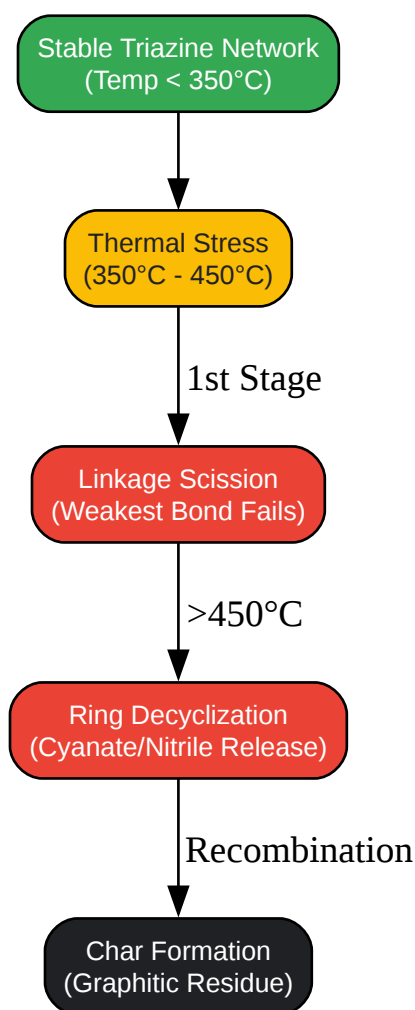 Stable Triazine Network
(Temp < 350°C)
Thermal Stress
(350°C - 450°C)
1st Stage
Linkage Scission
(Weakest Bond Fails)
>450°C
Ring Decyclization
(Cyanate/Nitrile Release)
Recombination
Char Formation
(Graphitic Residue)